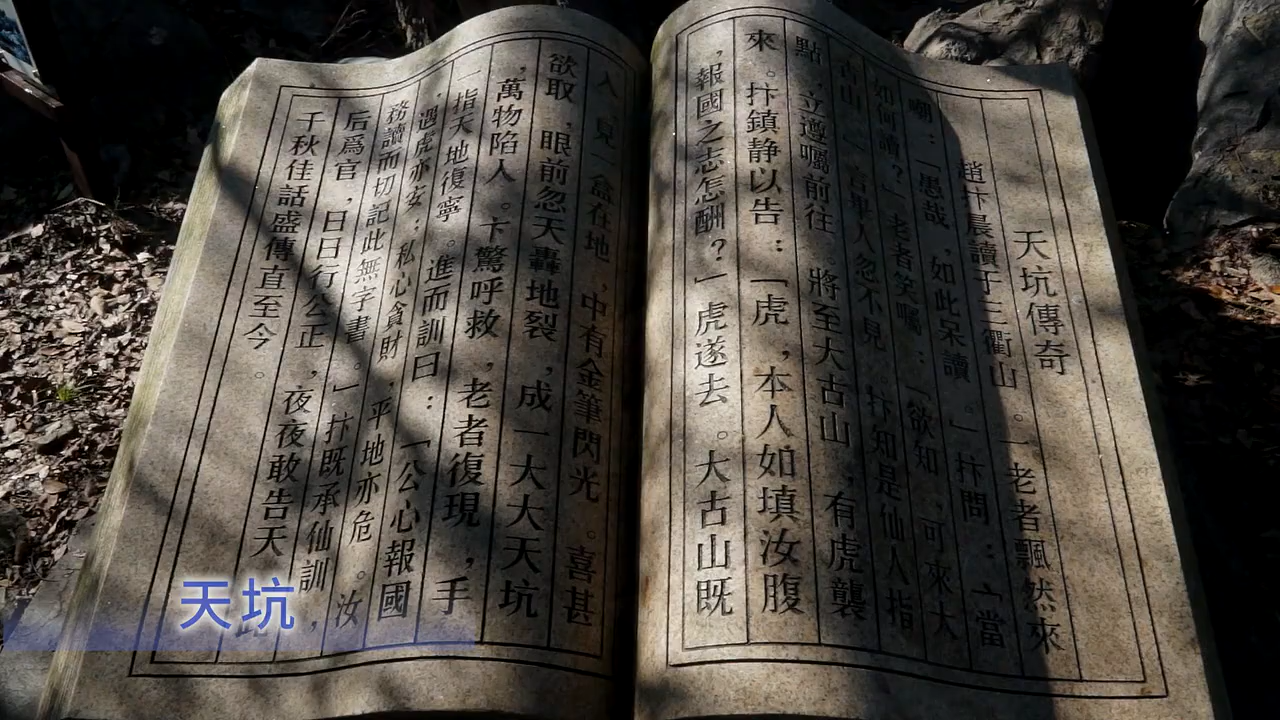 天坑傳奇
趙抃晨讀于三衢山。一老者飄然來
嘲：「愚哉，如此呆讀。」抃問：「當
如何讀？」老者笑囑：「欲知，可來大
古山。」言畢人忽不見。抃知是仙人指
點，立遵囑前往。將至大古山，有虎襲
來。抃鎮静以告：「虎，本人如填汝腹
，報國之志怎酬？」虎遂去。大古山既
入，見一盒在地，中有金筆閃光。喜甚
欲取，眼前忽天轟地裂，成一大大天坑
，萬物陷人。卞驚呼救，老者復現，手
一指天地復寧。進而訓曰：「公心報國
，遇虎亦安；私心貪財，平地亦危。汝
務讀而切記此無字書。」抃既承仙訓，
后爲官，日日行公正，夜夜敢告天，此
千秋佳話盛傳直至今。
天坑